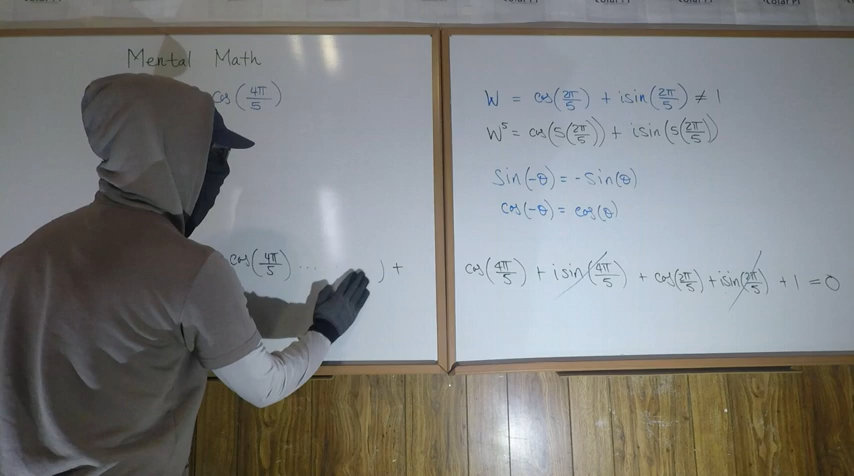 Mental Math
cos(4π/5)
cos(4π/5) ... ) +
W = cos(2π/5) + isin(2π/5) ≠ 1
W⁵ = cos(5(2π/5)) + isin(5(2π/5))
Sin(-θ) = -Sin(θ)
cos(-θ) = cos(θ)
cos(4π/5) + isin(4π/5) + cos(2π/5) + isin(2π/5) + 1 = 0